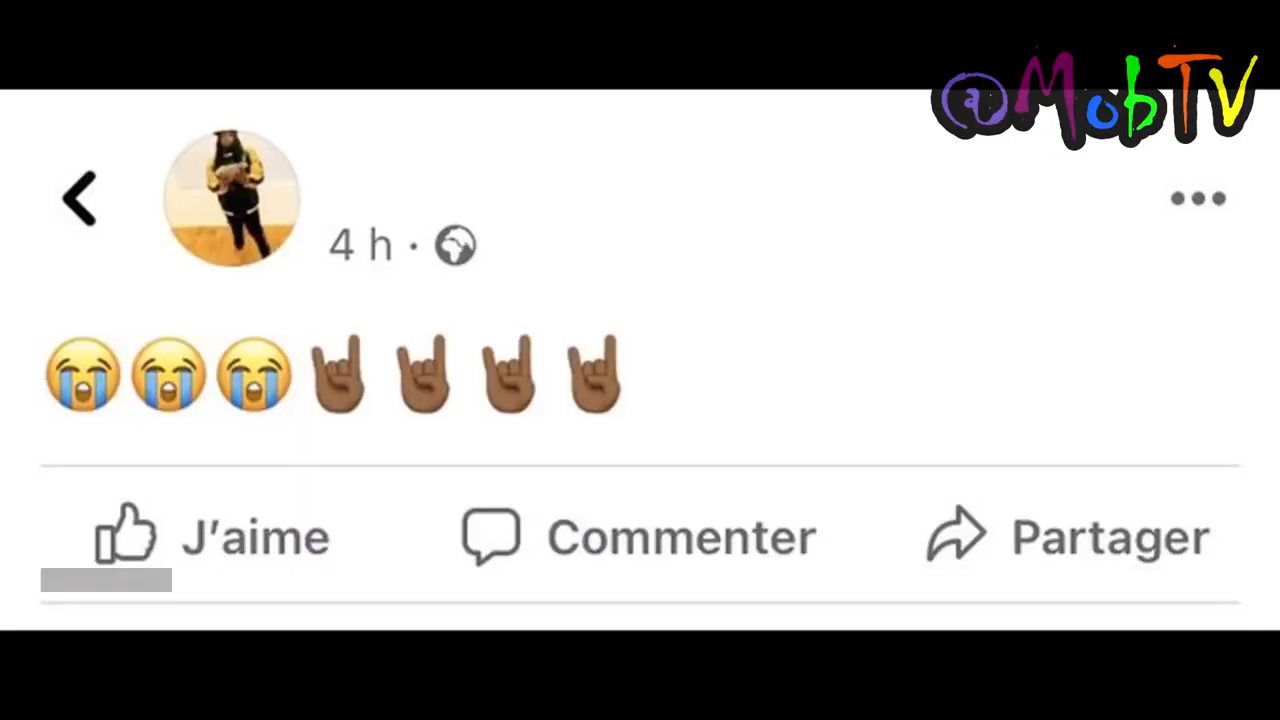 @MobTV
4 h ·
😭😭😭🤘🏾🤘🏾🤘🏾🤘🏾
J'aime Commenter Partager